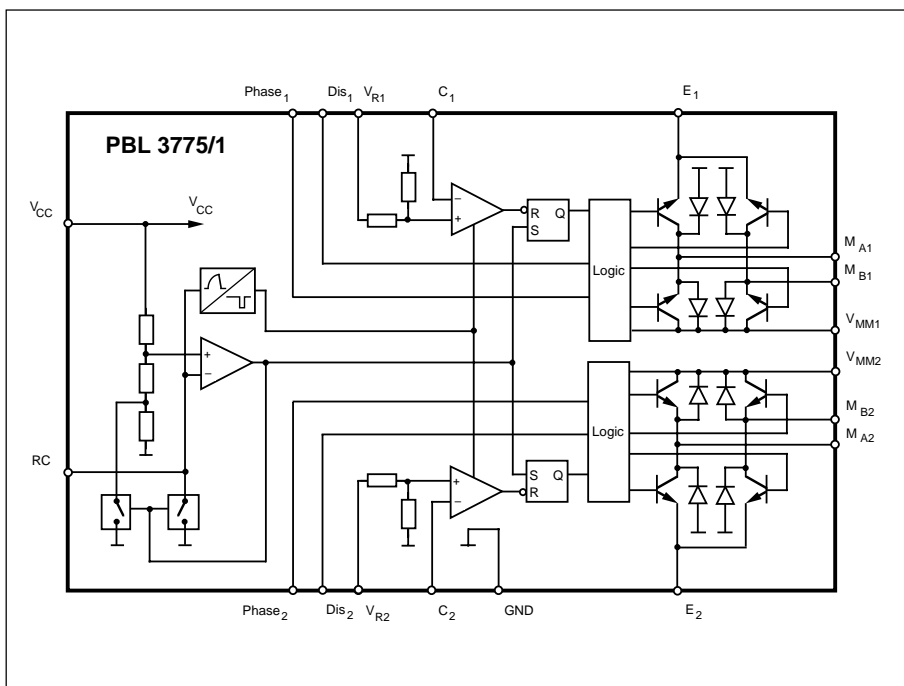 Phase1 Dis1 VR1 C1 E1
PBL 3775/1
VCC VCC
R Q
S
+
–
Logic
MA1
MB1
VMM1
+
–
VMM2
Logic
MB2
MA2
RC
S Q
R
+
–
Phase2 Dis2 VR2 C2 GND E2